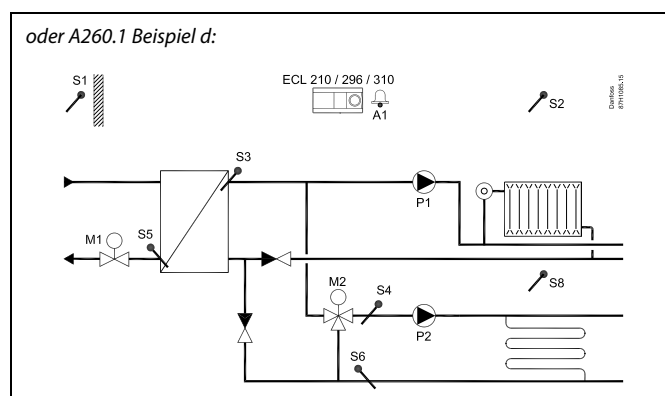 oder A260.1 Beispiel d:
S1
ECL 210 / 296 / 310
A1
S2
Danfoss
87H1085.15
S3
P1
M1
S5
S8
M2
S4
P2
S6